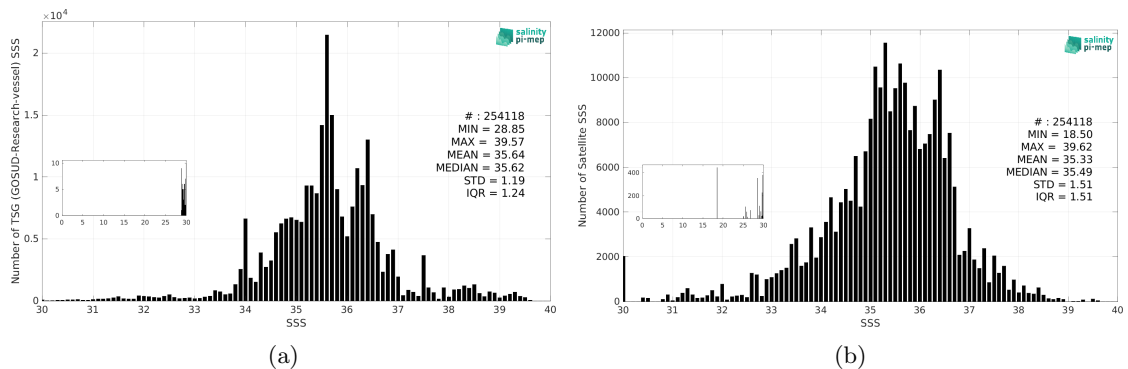 ×10⁴
salinity
pi-mep
Number of TSG (GOSUD-Research-vessel) SSS
2
1.5
1
0.5
0
# : 254118
MIN = 28.85
MAX = 39.57
MEAN = 35.64
MEDIAN = 35.62
STD = 1.19
IQR = 1.24
10
5
0
0 5 10 15 20 25 30
30 31 32 33 34 35 36 37 38 39 40
SSS
(a)
salinity
pi-mep
Number of Satellite SSS
12000
10000
8000
6000
4000
2000
0
# : 254118
MIN = 18.50
MAX = 39.62
MEAN = 35.33
MEDIAN = 35.49
STD = 1.51
IQR = 1.51
400
200
0
0 5 10 15 20 25 30
30 31 32 33 34 35 36 37 38 39 40
SSS
(b)